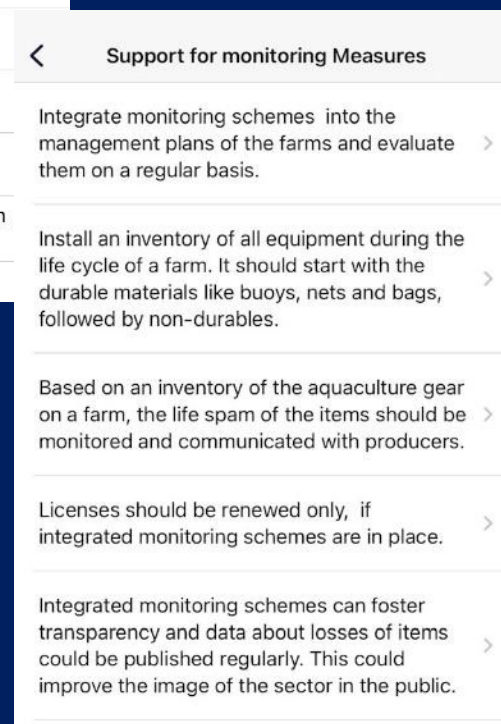 Support for monitoring Measures
Integrate monitoring schemes  into the
management plans of the farms and evaluate
them on a regular basis.
Install an inventory of all equipment during the
life cycle of a farm. It should start with the
durable materials like buoys, nets and bags,
followed by non-durables.
Based on an inventory of the aquaculture gear
on a farm, the life spam of the items should be
monitored and communicated with producers.
Licenses should be renewed only,  if
integrated monitoring schemes are in place.
Integrated monitoring schemes can foster
transparency and data about losses of items
could be published regularly. This could
improve the image of the sector in the public.